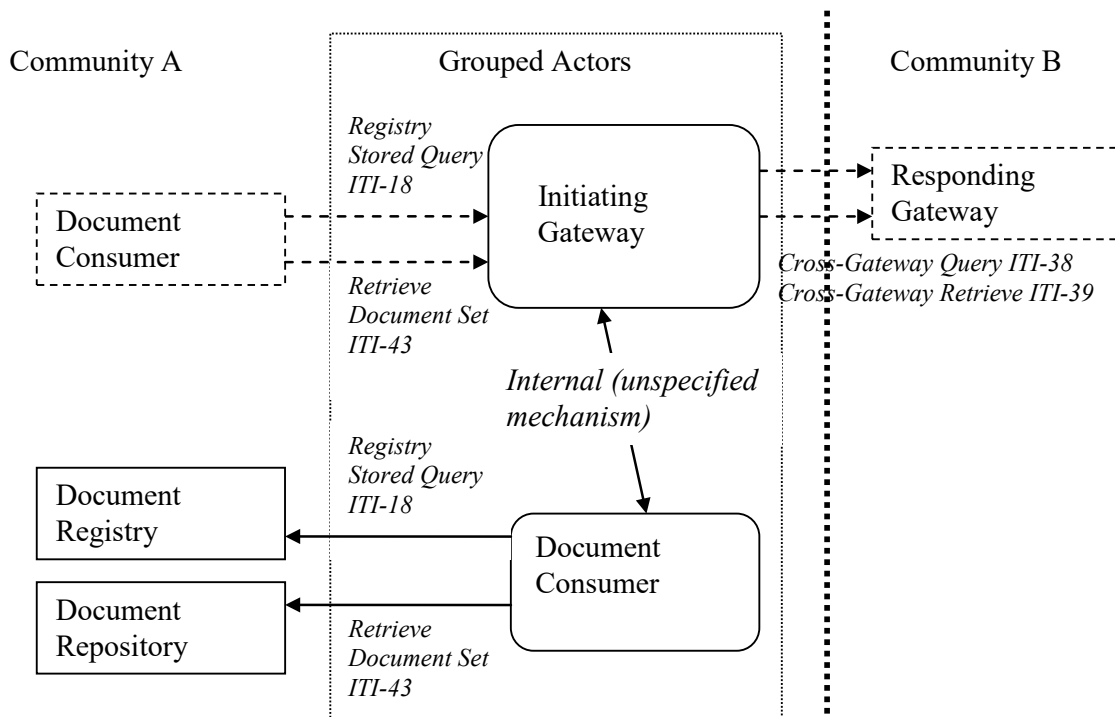 Community A
Grouped Actors
Community B
Registry
Stored Query
ITI-18
Initiating
Gateway
Responding
Gateway
Document
Consumer
Cross-Gateway Query ITI-38
Cross-Gateway Retrieve ITI-39
Retrieve
Document Set
ITI-43
Internal (unspecified
mechanism)
Registry
Stored Query
ITI-18
Document
Registry
Document
Consumer
Document
Repository
Retrieve
Document Set
ITI-43